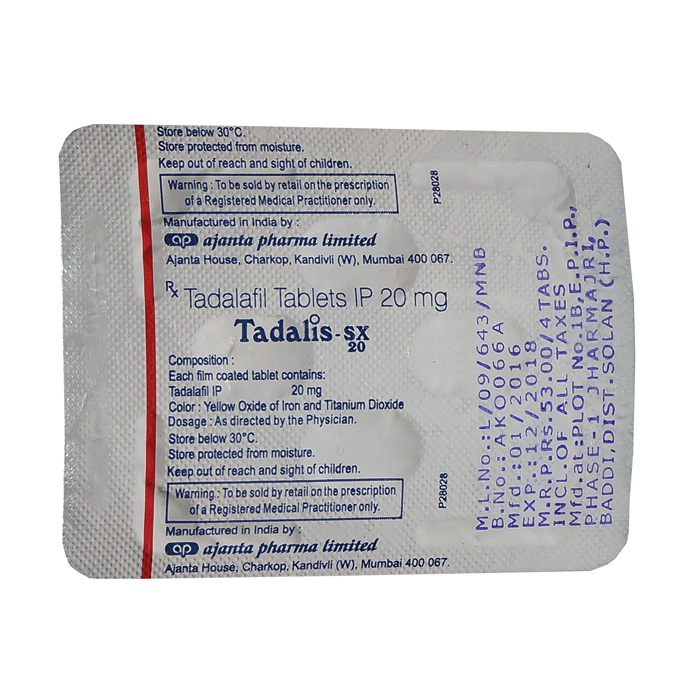 Store below 30°C.
Store protected from moisture.
Keep out of reach and sight of children.
Warning : To be sold by retail on the prescription
of a Registered Medical Practitioner only.
Manufactured in India by :
ap ajanta pharma limited
Ajanta House, Charkop, Kandivli (W), Mumbai 400 067.
Rx Tadalafil Tablets IP 20 mg
Tadalis-sx
20
Composition :
Each film coated tablet contains:
Tadalafil IP 20 mg
Color : Yellow Oxide of Iron and Titanium Dioxide
Dosage : As directed by the Physician.
Store below 30°C.
Store protected from moisture.
Keep out of reach and sight of children.
Warning : To be sold by retail on the prescription
of a Registered Medical Practitioner only.
Manufactured in India by :
ap ajanta pharma limited
Ajanta House, Charkop, Kandivli (W), Mumbai 400 067.
P28028
P28028
M.L.No.:L/09/643/MNB
B.No.:AK0066A
Mfd.:01/2016
EXP.:12/2018
M.R.P.Rs.53.00/4TABS.
INCL.OF ALL TAXES
Mfd.at:PLOT No.1B,E.P.I.P.,
PHASE-1 JHARMAJRI,
BADDI,DIST.SOLAN (H.P.)